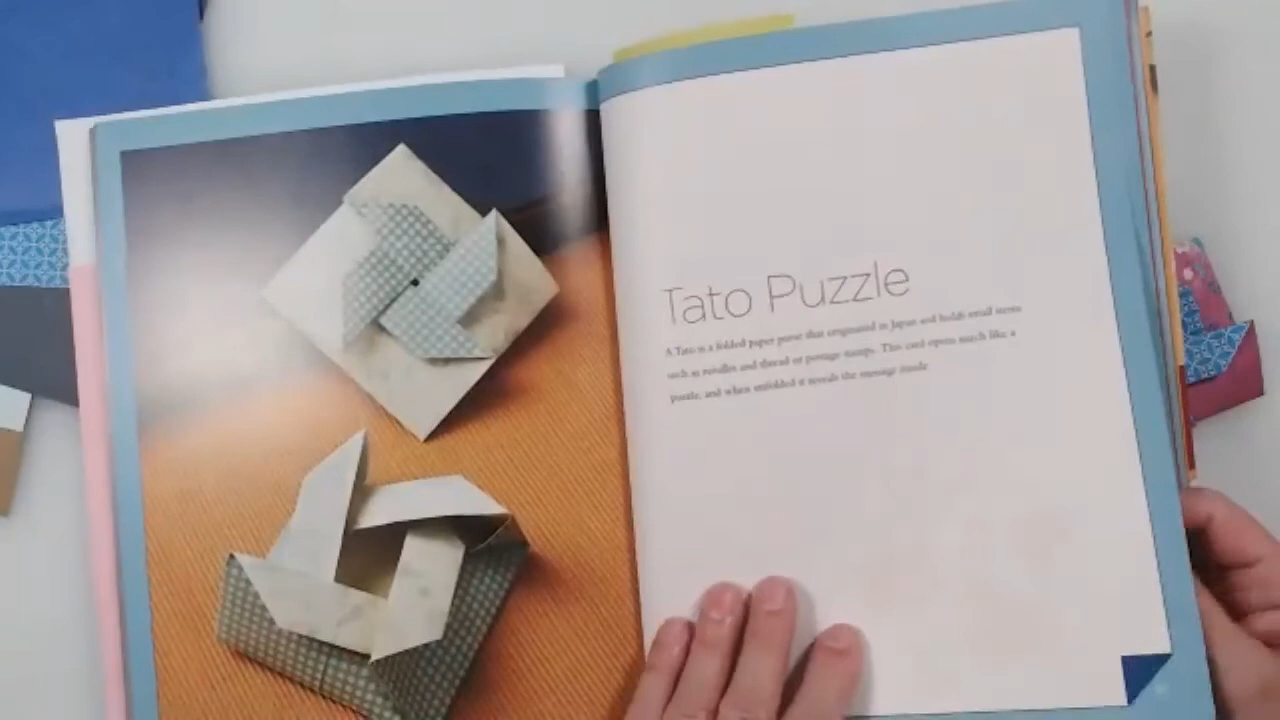 Tato Puzzle
A Tato is a folded paper purse that originated in Japan and holds small items
such as needles and thread or postage stamps. This card opens much like a
puzzle, and when unfolded it reveals the message inside